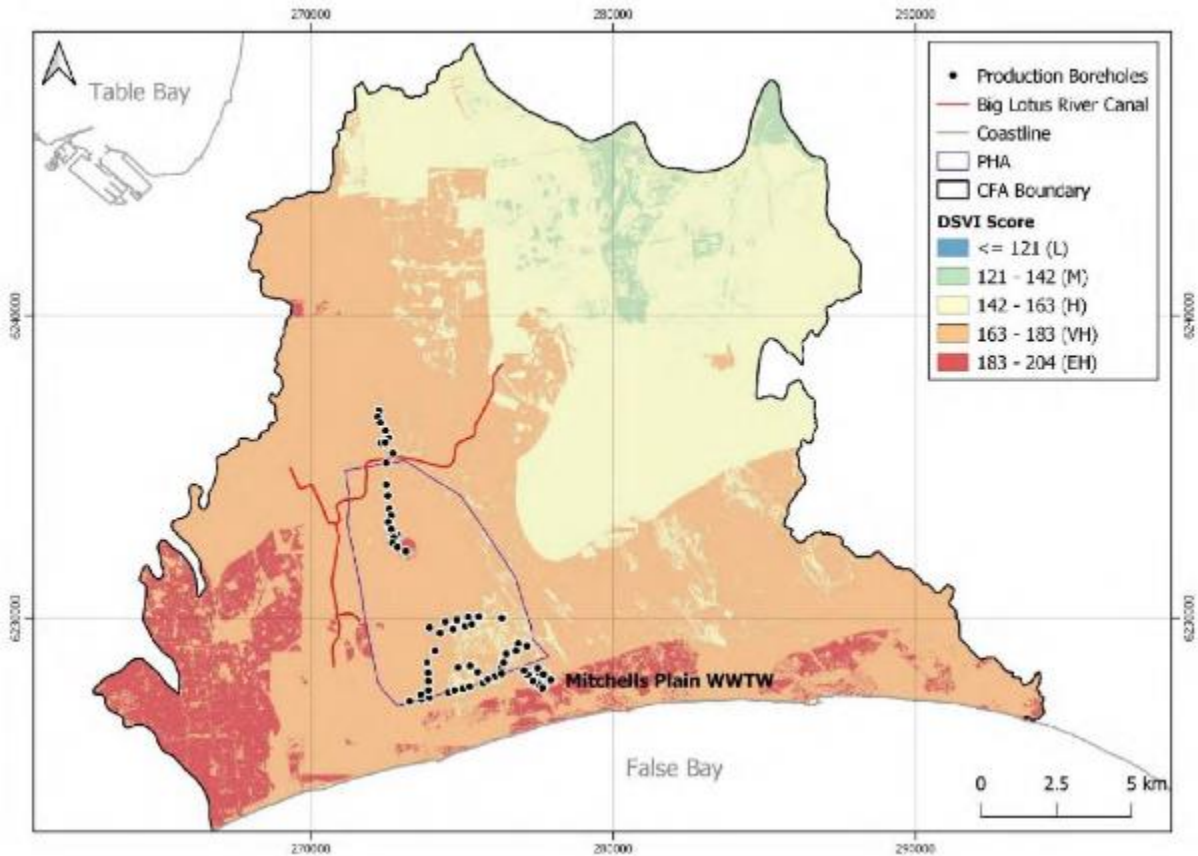 270000 280000 290000
Table Bay
Production Boreholes
Big Lotus River Canal
Coastline
PHA
CFA Boundary
DSVI Score
<= 121 (L)
121 - 142 (M)
142 - 163 (H)
163 - 183 (VH)
183 - 204 (EH)
6240000 6240000
6230000 6230000
Mitchells Plain WWTW
False Bay
0 2.5 5 km
270000 280000 290000